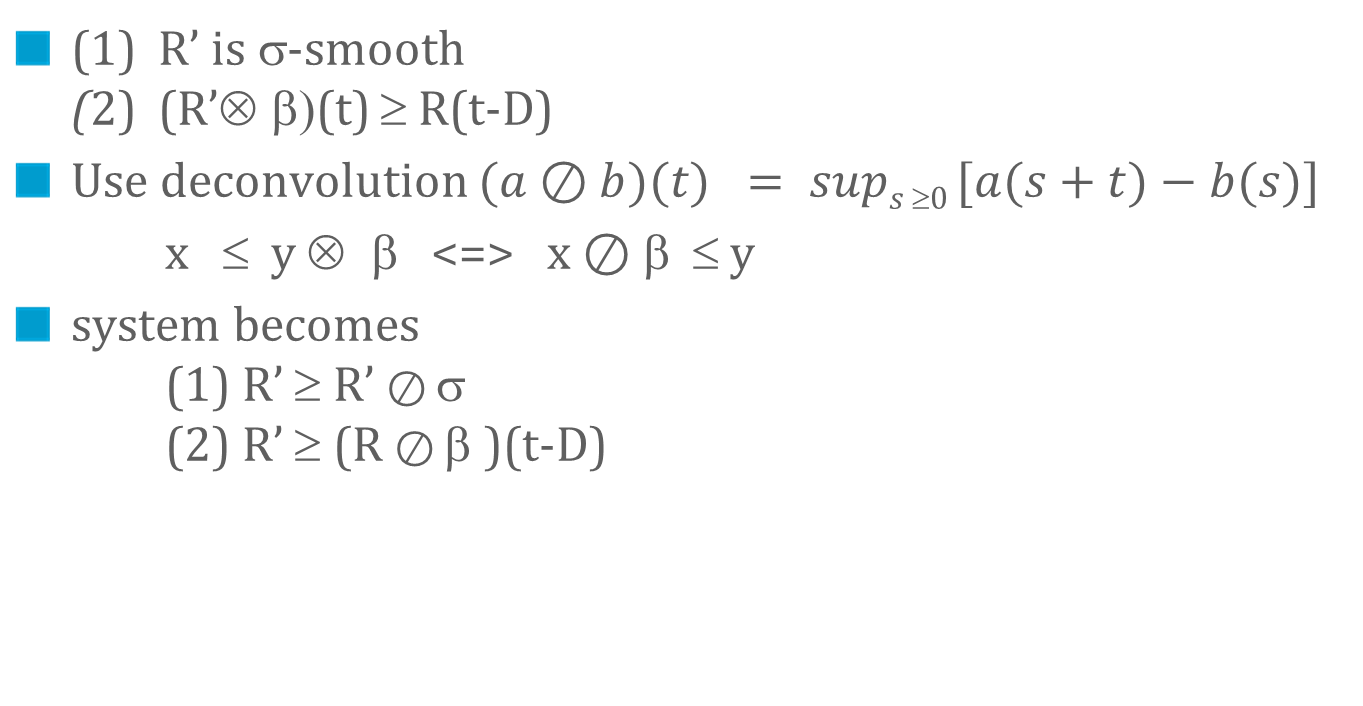 (1) R’ is σ-smooth
(2) (R’⊗ β)(t) ≥ R(t-D)
Use deconvolution (a ⊘ b)(t) = sup_{s ≥0} [a(s + t) − b(s)]
x ≤ y ⊗ β <=> x ⊘ β ≤ y
system becomes
(1) R’ ≥ R’ ⊘ σ
(2) R’ ≥ (R ⊘ β )(t-D)